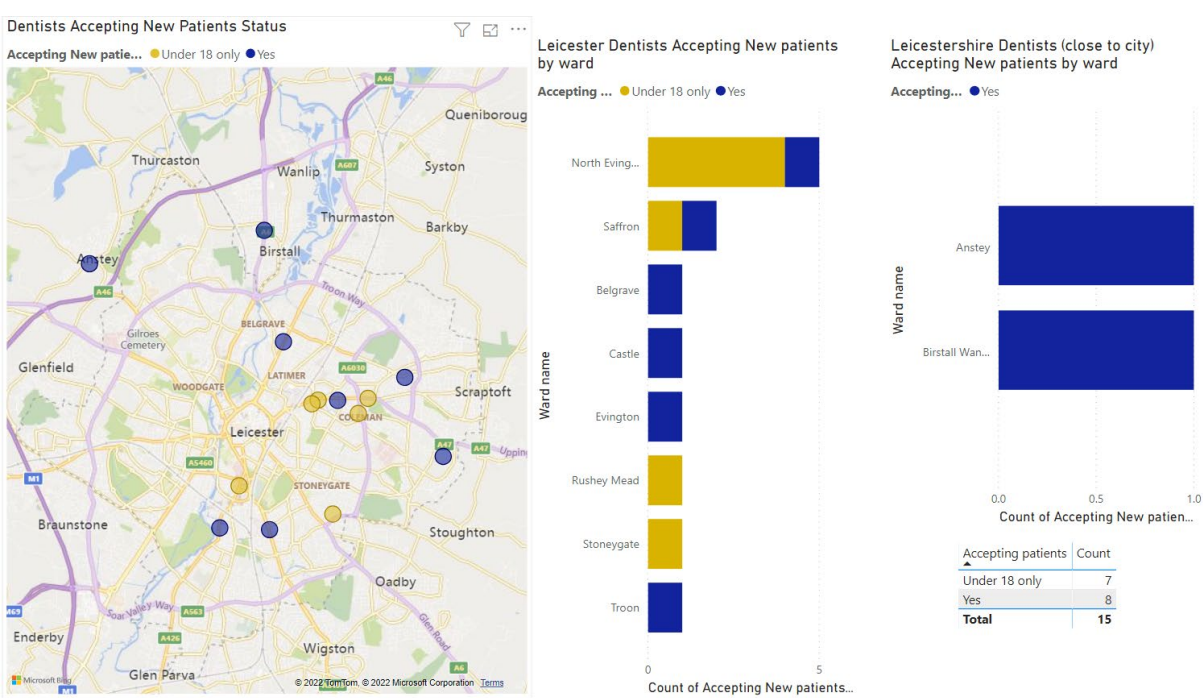 Dentists Accepting New Patients Status
Accepting New patie... Under 18 only Yes
A46
Queniboroug
Thurcaston
Wanlip
A607
Syston
Thurmaston
Barkby
Birstall
Anstey
A46
Troon Way
BELGRAVE
Gilroes
Cemetery
Glenfield
LATIMER
A6030
WOODGATE
Scraptoft
COLEMAN
Leicester
A47
A47
Uppin
A5460
M1
STONEYGATE
Braunstone
Stoughton
Oadby
M69
Soar Valley Way
A563
Glen Road
Enderby
A426
Wigston
A6
Glen Parva
Microsoft Bing
M1
© 2022 TomTom, © 2022 Microsoft Corporation Terms
Leicester Dentists Accepting New patients
by ward
Accepting ... Under 18 only Yes
Ward name
North Eving...
Saffron
Belgrave
Castle
Evington
Rushey Mead
Stoneygate
Troon
0 5
Count of Accepting New patients...
Leicestershire Dentists (close to city)
Accepting New patients by ward
Accepting... Yes
Ward name
Anstey
Birstall Wan...
0.0 0.5 1.0
Count of Accepting New patien...
Accepting patients Count
Under 18 only 7
Yes 8
Total 15